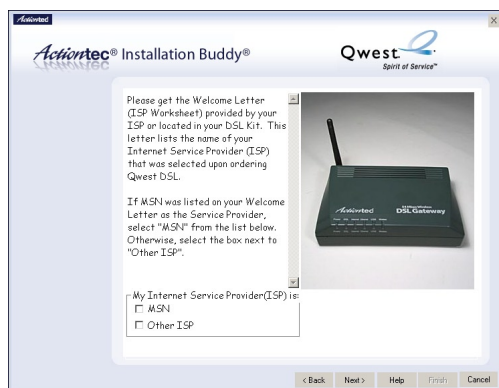 Actiontec
X
Actiontec® Installation Buddy®
Qwest.
Spirit of Service™
Please get the Welcome Letter
(ISP Worksheet) provided by your
ISP or located in your DSL Kit. This
letter lists the name of your
Internet Service Provider (ISP)
that was selected upon ordering
Qwest DSL.
If MSN was listed on your Welcome
Letter as the Service Provider,
select "MSN" from the list below.
Otherwise, select the box next to
"Other ISP".
Actiontec
DSL Gateway
My Internet Service Provider(ISP) is:
MSN
Other ISP
< Back
Next >
Help
Finish
Cancel